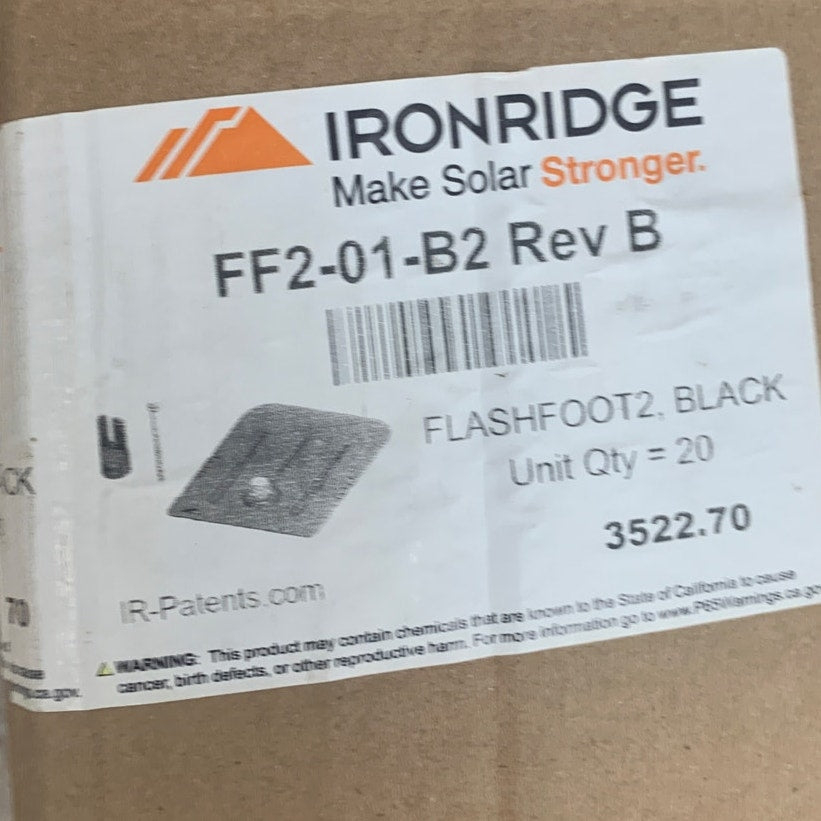 IRONRIDGE
Make Solar Stronger.
FF2-01-B2 Rev B
FLASHFOOT2, BLACK
Unit Qty = 20
3522.70
IR-Patents.com
WARNING: This product may contain chemicals that are known to the State of California to cause
cancer, birth defects, or other reproductive harm. For more information go to www.P65Warnings.ca.gov
CK
70